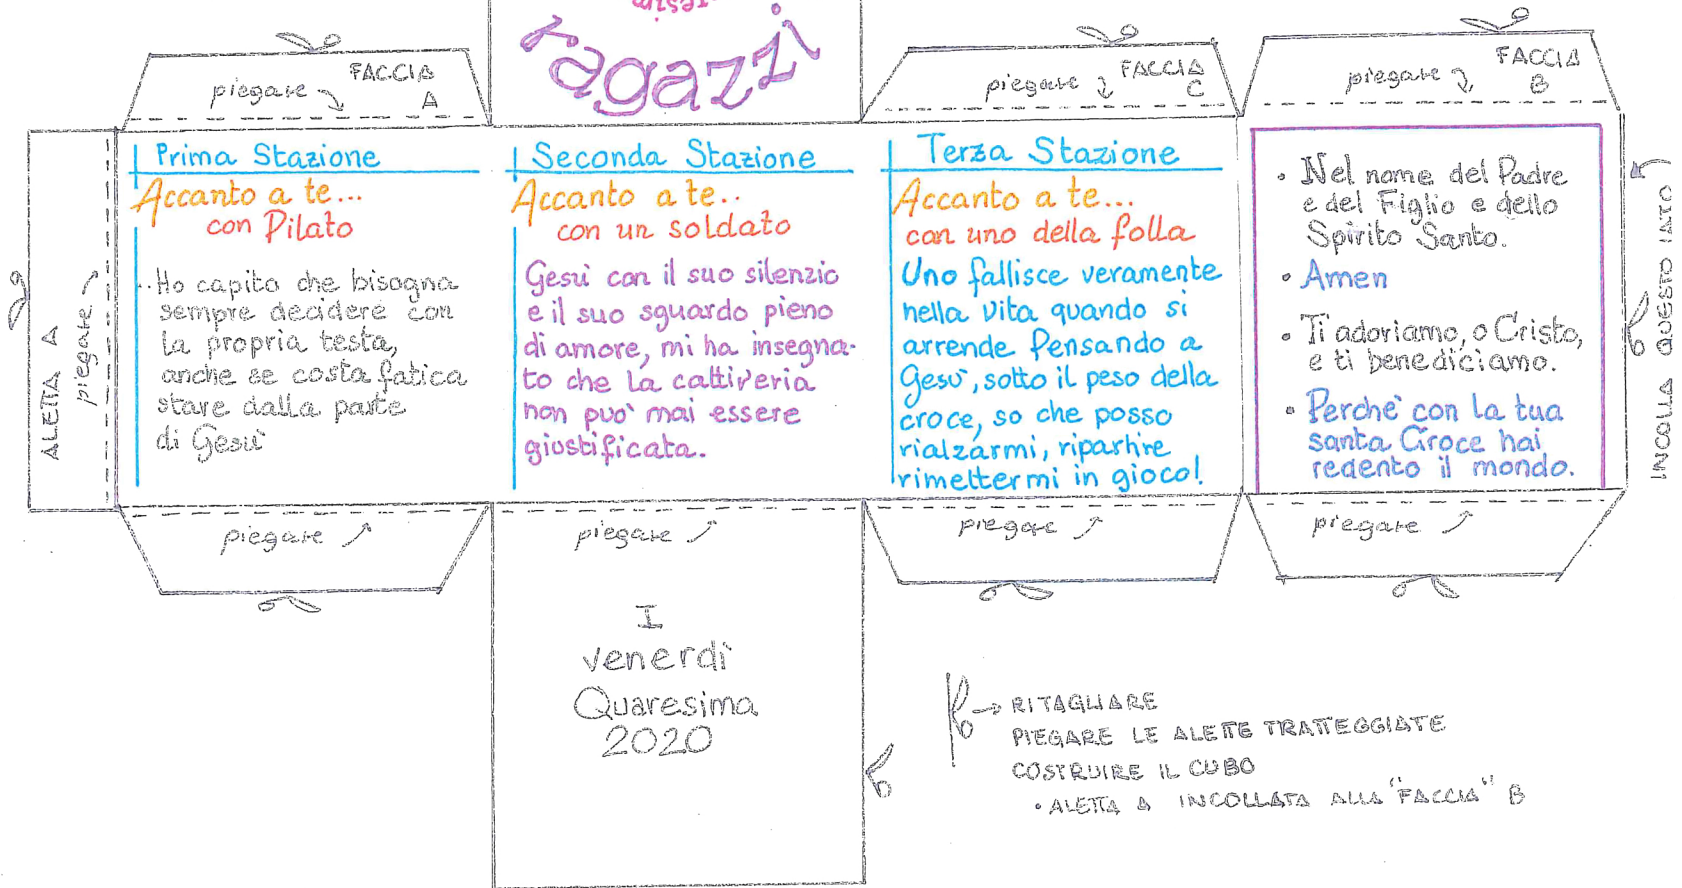 ragazzi
piegare
FACCIA
A
piegare
FACCIA
C
piegare
FACCIA
B
ALETTA A
piegare
Prima Stazione
Accanto a te...
con Pilato
..Ho capito che bisogna
sempre decidere con
la propria testa,
anche se costa fatica
stare dalla parte
di Gesù
Seconda Stazione
Accanto a te..
con un soldato
Gesù con il suo silenzio
e il suo sguardo pieno
di amore, mi ha insegna-
to che la cattiveria
non può mai essere
giustificata.
Terza Stazione
Accanto a te...
con uno della folla
Uno fallisce veramente
nella vita quando si
arrende Pensando a
Gesù, sotto il peso della
croce, so che posso
rialzarmi, ripartire
rimettermi in gioco!
• Nel nome del Padre
e del Figlio e dello
Spirito Santo.
• Amen
• Ti adoriamo, o Cristo,
e ti benediciamo.
• Perchè con la tua
santa Croce hai
redento il mondo.
INCOLLA QUESTO LATO
piegare
piegare
piegare
piegare
I
venerdì
Quaresima
2020
→ RITAGLIARE
PIEGARE LE ALETTE TRATTEGGIATE
COSTRUIRE IL CUBO
• ALETTA A INCOLLATA ALLA "FACCIA" B